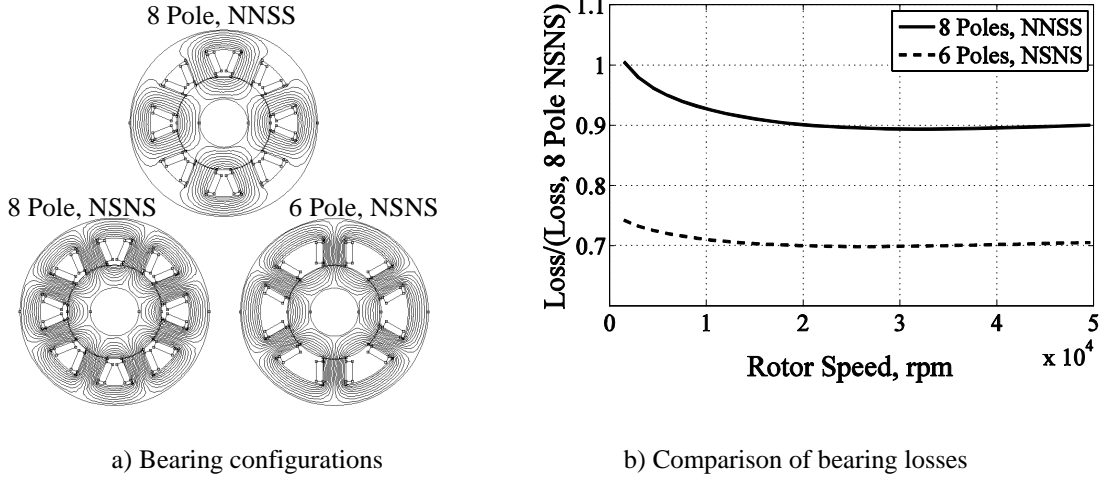 8 Pole, NNSS
8 Pole, NSNS
6 Pole, NSNS
a) Bearing configurations
Loss/(Loss, 8 Pole NSNS)
1.1
1
0.9
0.8
0.7
8 Poles, NNSS
6 Poles, NSNS
0 1 2 3 4 5
x 10^4
Rotor Speed, rpm
b) Comparison of bearing losses